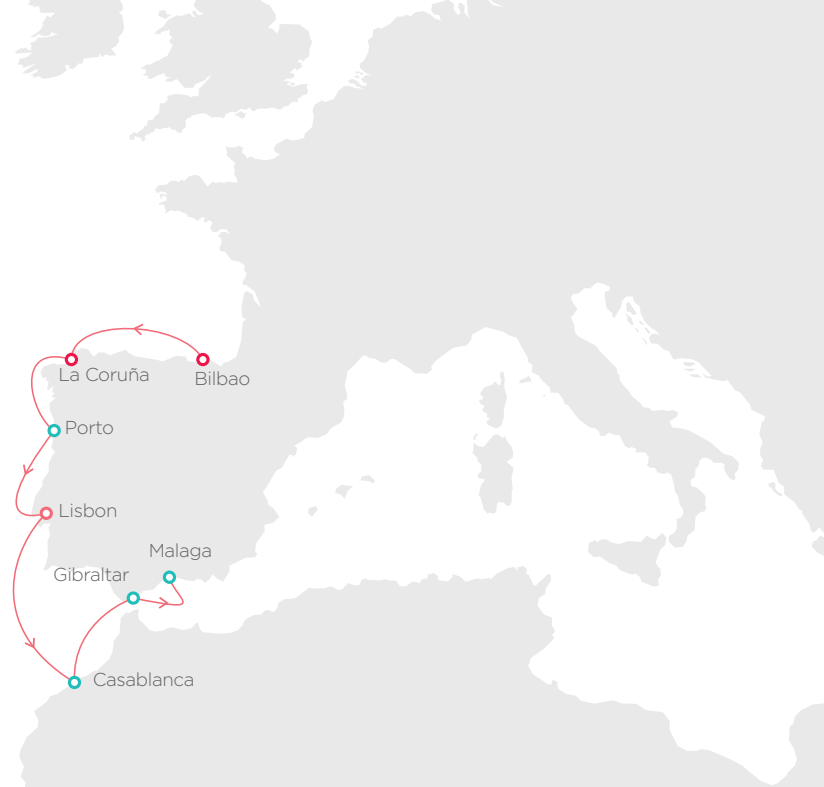 La Coruña
Bilbao
Porto
Lisbon
Malaga
Gibraltar
Casablanca